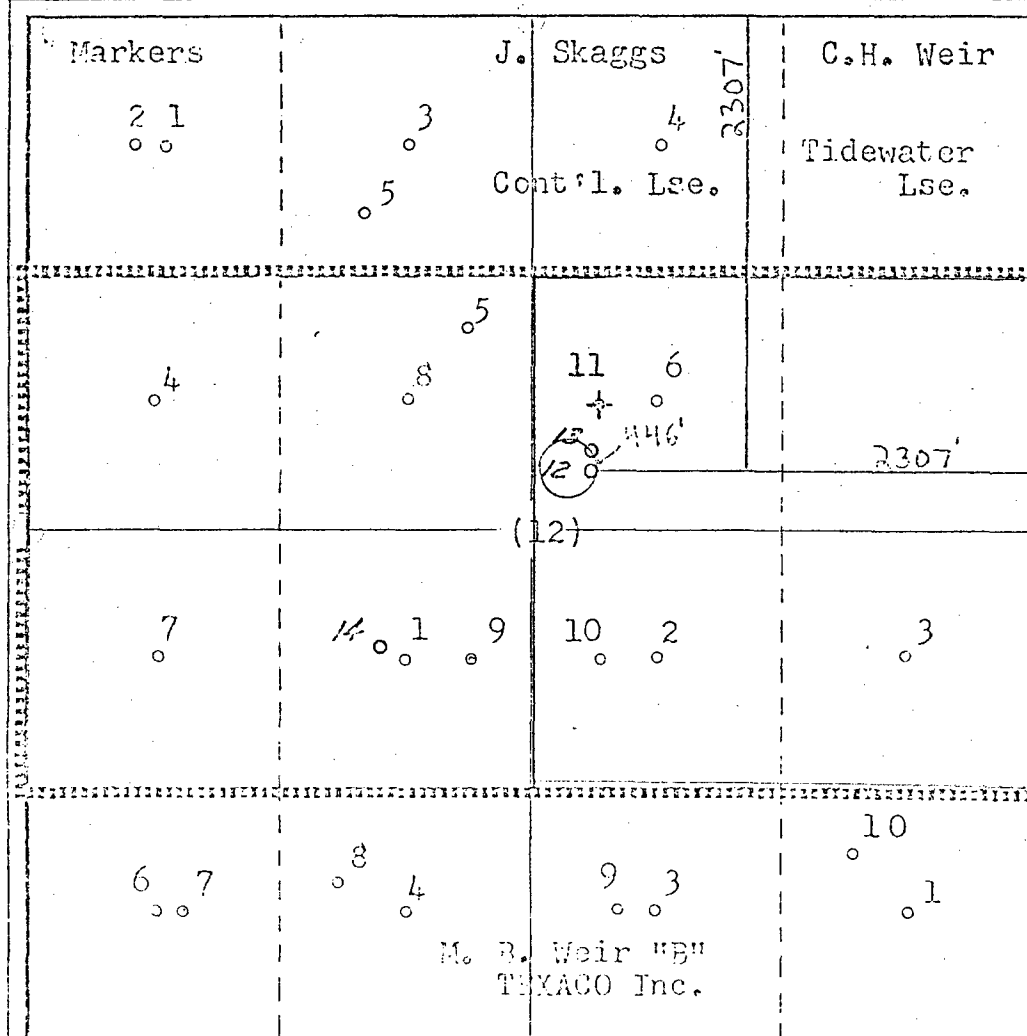 Markers J. Skaggs C.H. Weir
2307'
2 1 3 4
Tidewater
Lse.
5 Cont'l. Lse.
5
4 8 11 6
13 446'
12 2307'
(12)
7 14 1 9 10 2 3
10
6 7 8 4 9 3 1
M. B. Weir "B"
TEXACO Inc.